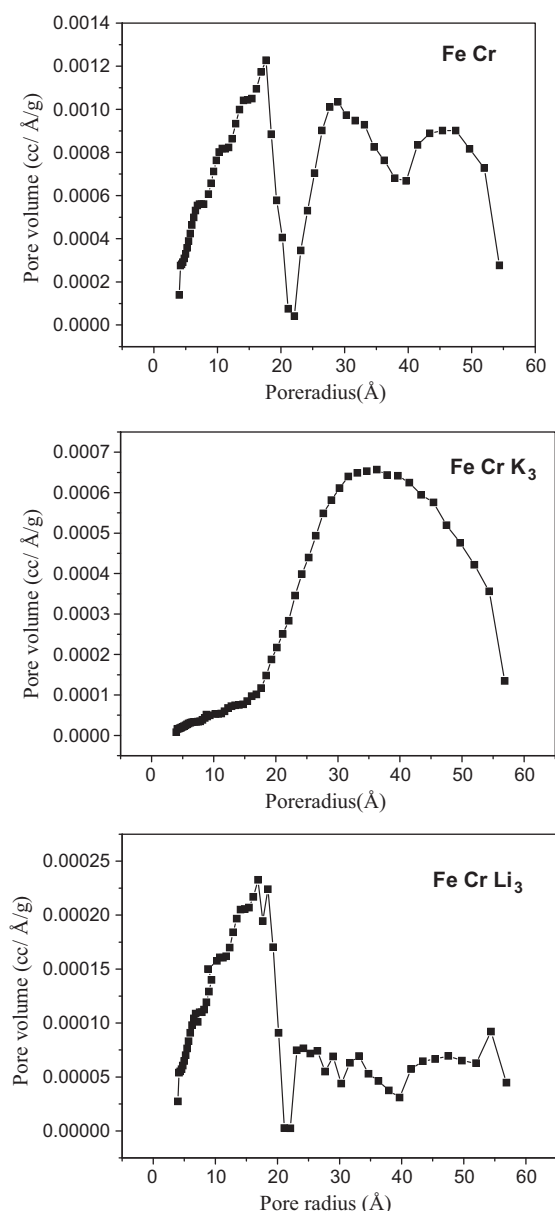 0.0014
0.0012
0.0010
0.0008
0.0006
0.0004
0.0002
0.0000
Pore volume (cc/ Å/g)
Fe Cr
0 10 20 30 40 50 60
Poreradius(Å)
0.0007
0.0006
0.0005
0.0004
0.0003
0.0002
0.0001
0.0000
Pore volume (cc/ Å/g)
Fe Cr K₃
0 10 20 30 40 50 60
Poreradius(Å)
0.00025
0.00020
0.00015
0.00010
0.00005
0.00000
Pore volume (cc/ Å/g)
Fe Cr Li₃
0 10 20 30 40 50 60
Pore radius (Å)